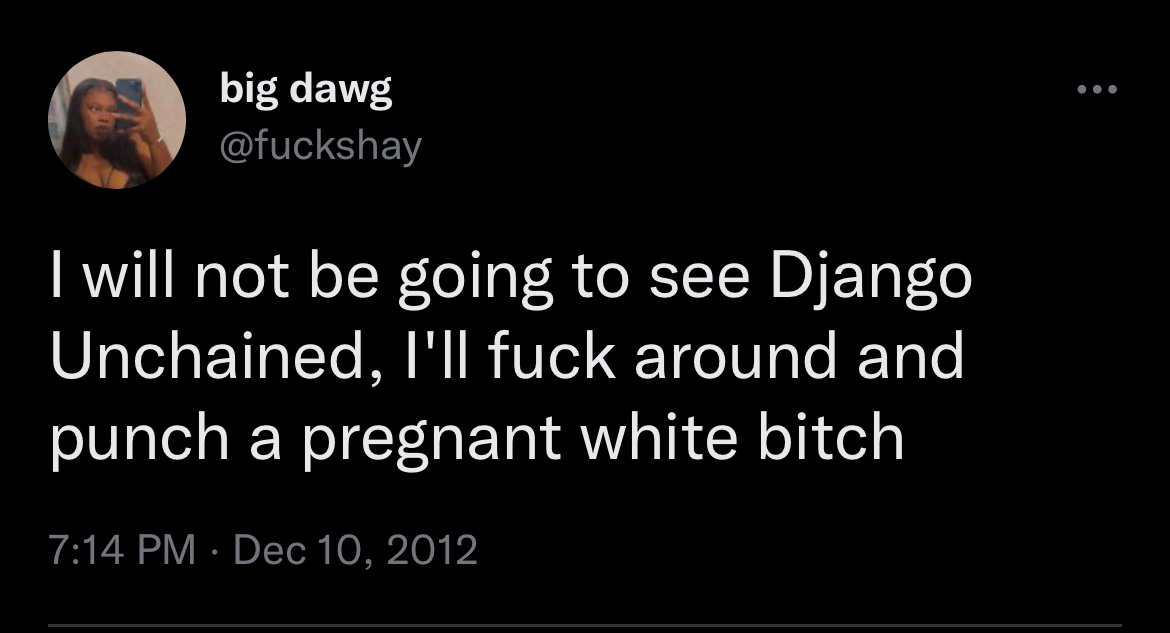 big dawg
@fuckshay
I will not be going to see Django
Unchained, I'll fuck around and
punch a pregnant white bitch
7:14 PM · Dec 10, 2012